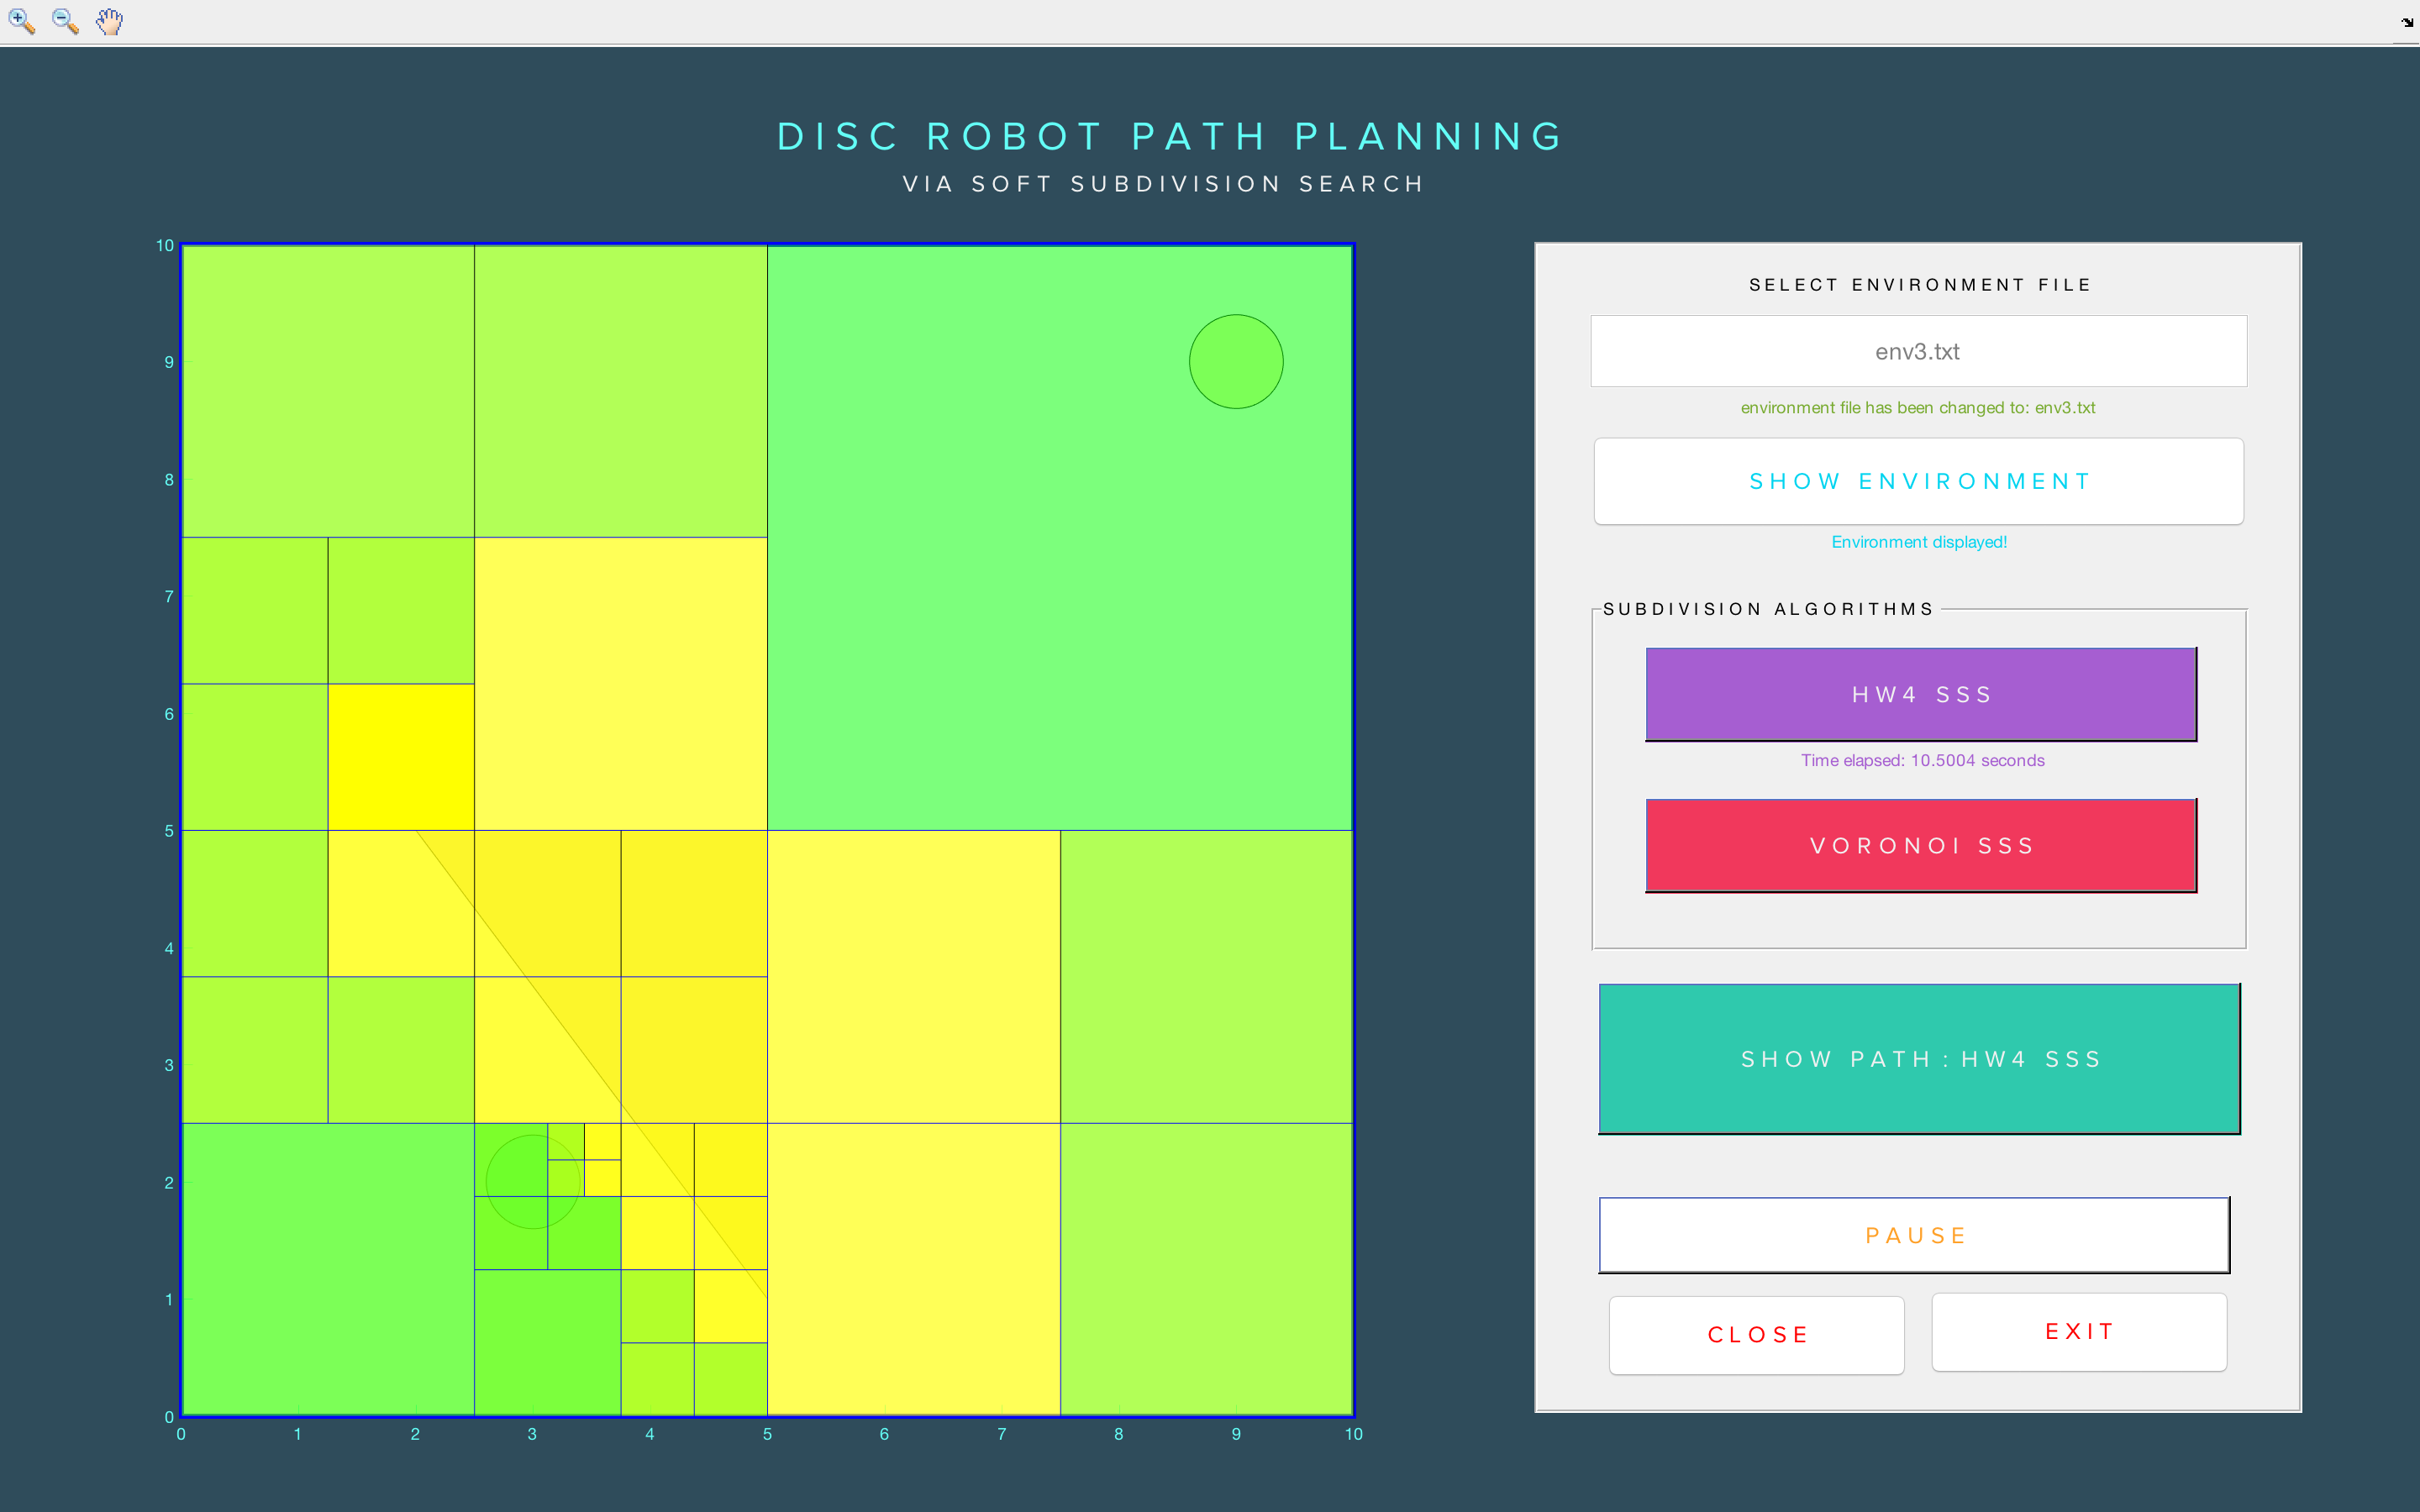 DISC ROBOT PATH PLANNING
VIA SOFT SUBDIVISION SEARCH
10
9
8
7
6
5
4
3
2
1
0
0 1 2 3 4 5 6 7 8 9 10
SELECT ENVIRONMENT FILE
env3.txt
environment file has been changed to: env3.txt
SHOW ENVIRONMENT
Environment displayed!
SUBDIVISION ALGORITHMS
HW4 SSS
Time elapsed: 10.5004 seconds
VORONOI SSS
SHOW PATH : HW4 SSS
PAUSE
CLOSE EXIT